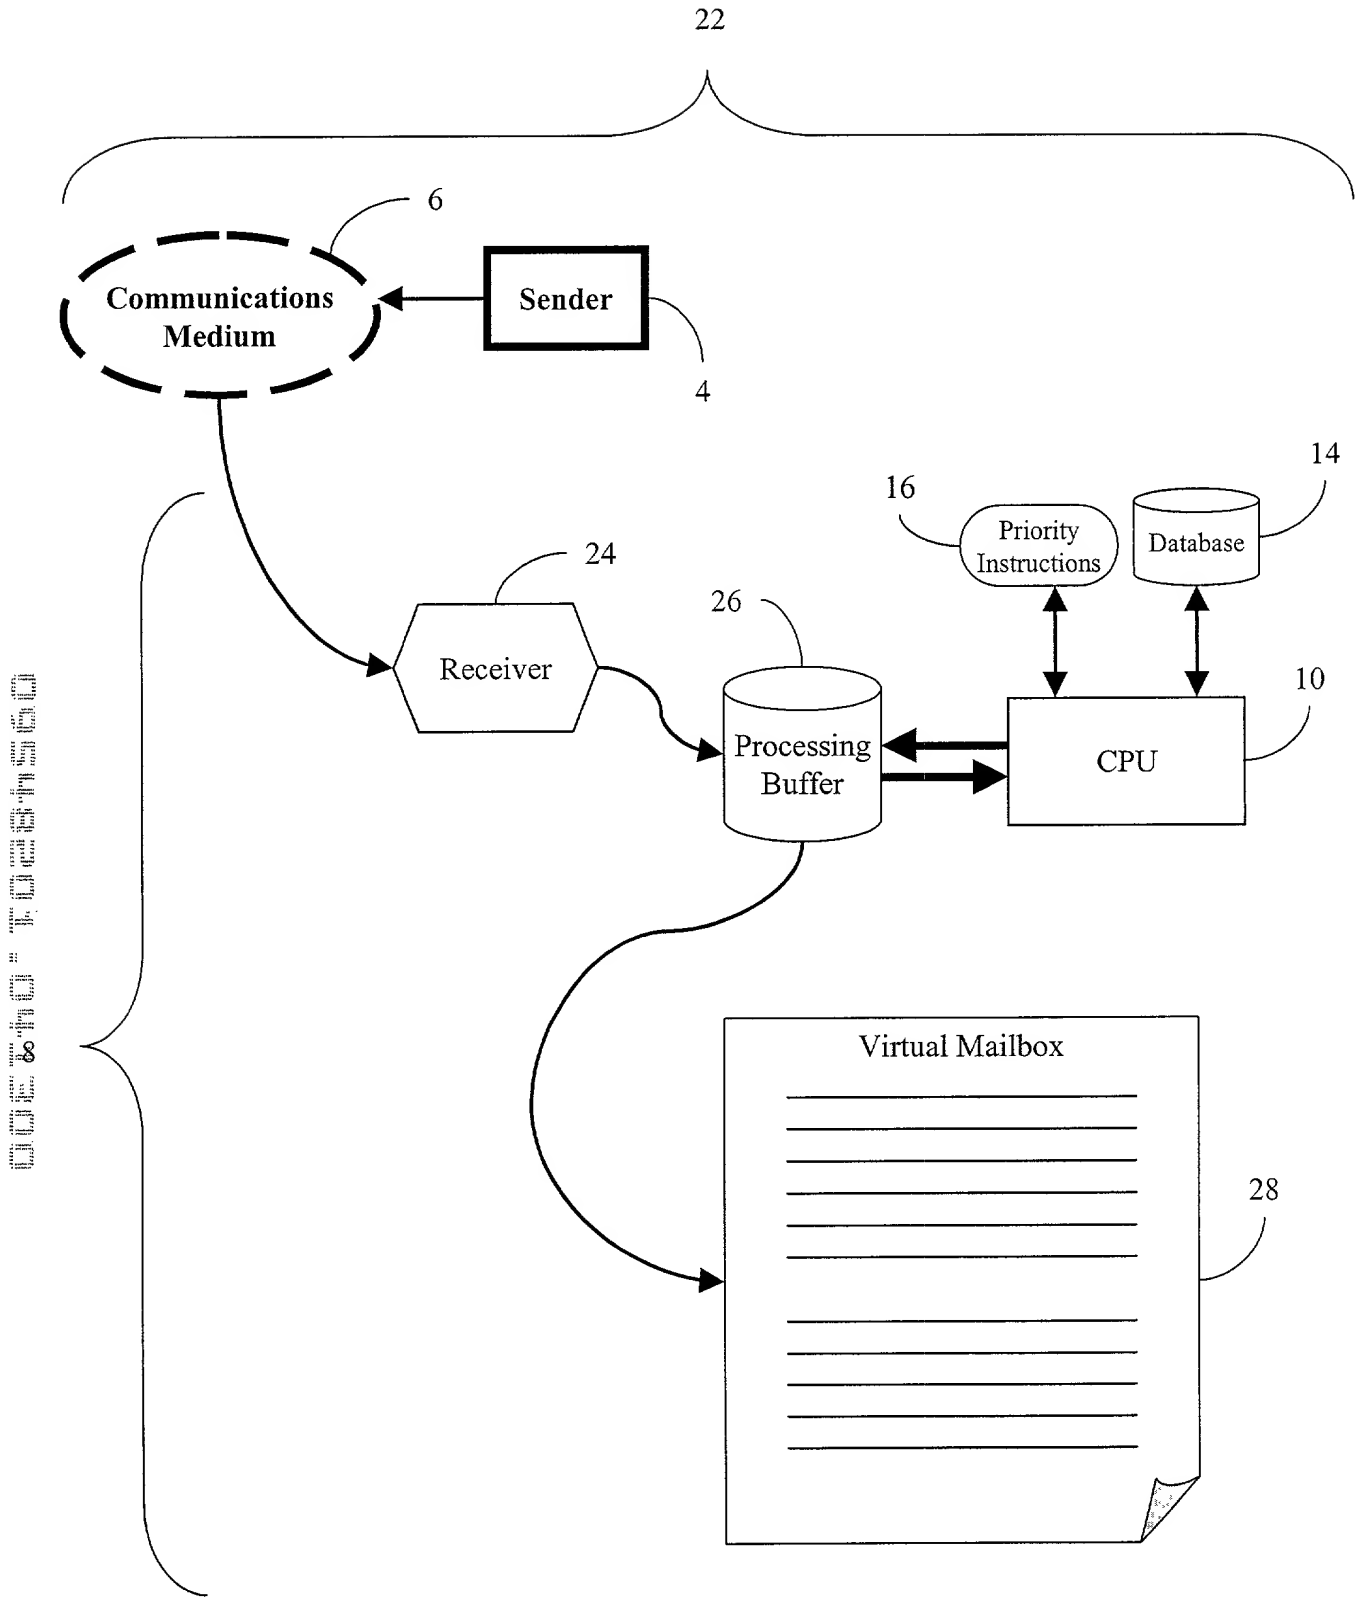 22
6
Communications
Medium
Sender
4
14
16
Priority
Instructions
Database
24
26
10
Receiver
Processing
Buffer
CPU
8
Virtual Mailbox
28